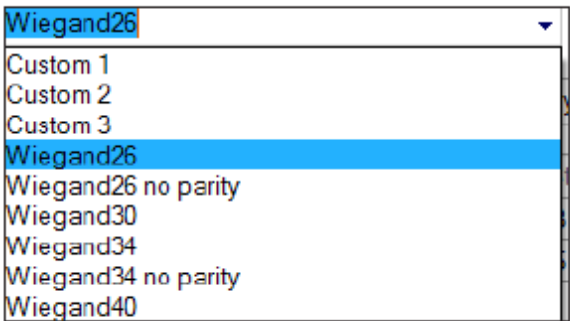 Wiegand26
Custom 1
Custom 2
Custom 3
Wiegand26
Wiegand26 no parity
Wiegand30
Wiegand34
Wiegand34 no parity
Wiegand40